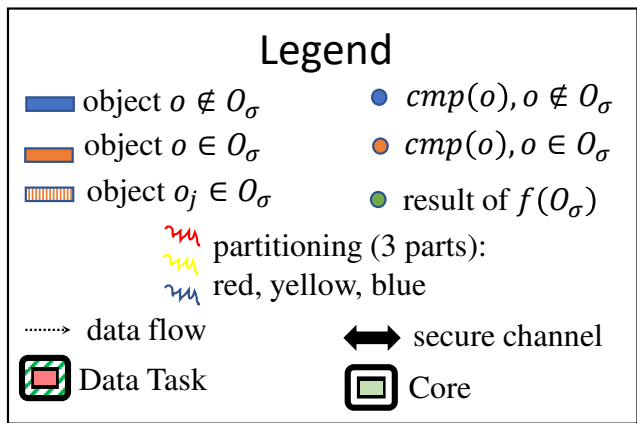 Legend
object o ∉ O_σ
cmp(o), o ∉ O_σ
object o ∈ O_σ
cmp(o), o ∈ O_σ
object o_j ∈ O_σ
result of f(O_σ)
partitioning (3 parts):
red, yellow, blue
data flow
secure channel
Data Task
Core